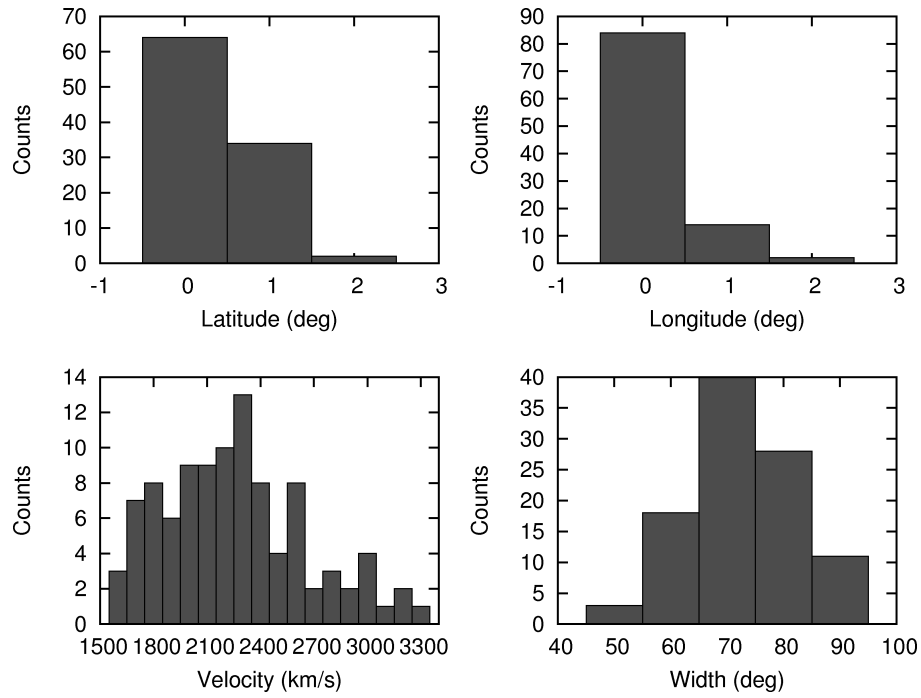 70
60
50
40
30
20
10
0
-1 0 1 2 3
Counts
Latitude (deg)
90
80
70
60
50
40
30
20
10
0
-1 0 1 2 3
Counts
Longitude (deg)
14
12
10
8
6
4
2
0
1500 1800 2100 2400 2700 3000 3300
Counts
Velocity (km/s)
40
35
30
25
20
15
10
5
0
40 50 60 70 80 90 100
Counts
Width (deg)